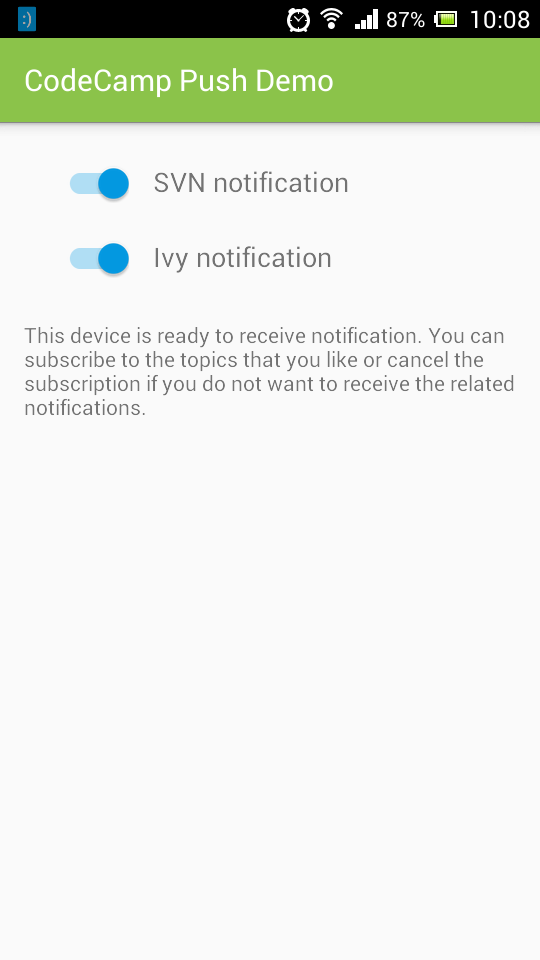 87% 10:08
CodeCamp Push Demo
SVN notification
Ivy notification
This device is ready to receive notification. You can
subscribe to the topics that you like or cancel the
subscription if you do not want to receive the related
notifications.